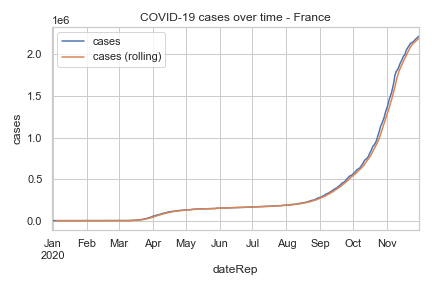 COVID-19 cases over time - France
1e6
cases
cases (rolling)
2.0
1.5
1.0
0.5
0.0
cases
Jan Feb Mar Apr May Jun Jul Aug Sep Oct Nov
2020
dateRep